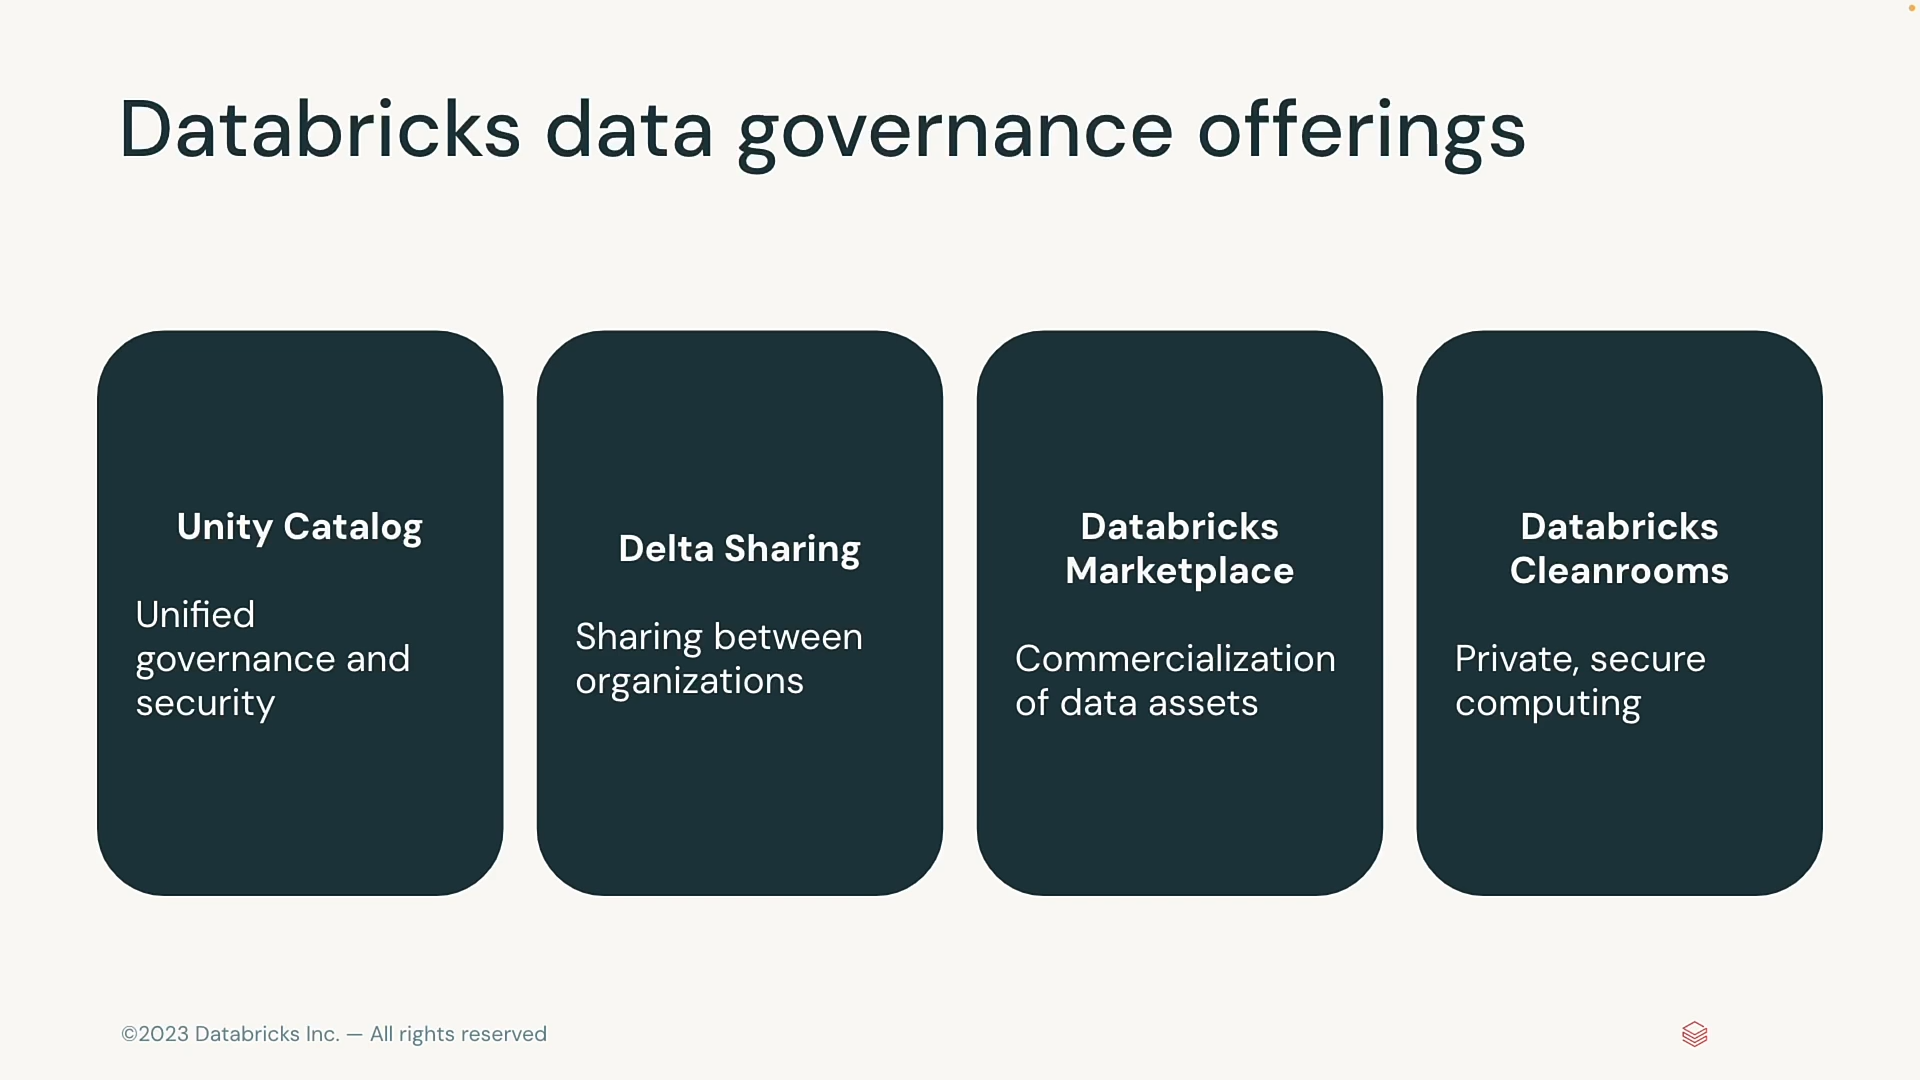 Databricks data governance offerings
Unity Catalog
Unified
governance and
security
Delta Sharing
Sharing between
organizations
Databricks
Marketplace
Commercialization
of data assets
Databricks
Cleanrooms
Private, secure
computing
©2023 Databricks Inc. — All rights reserved